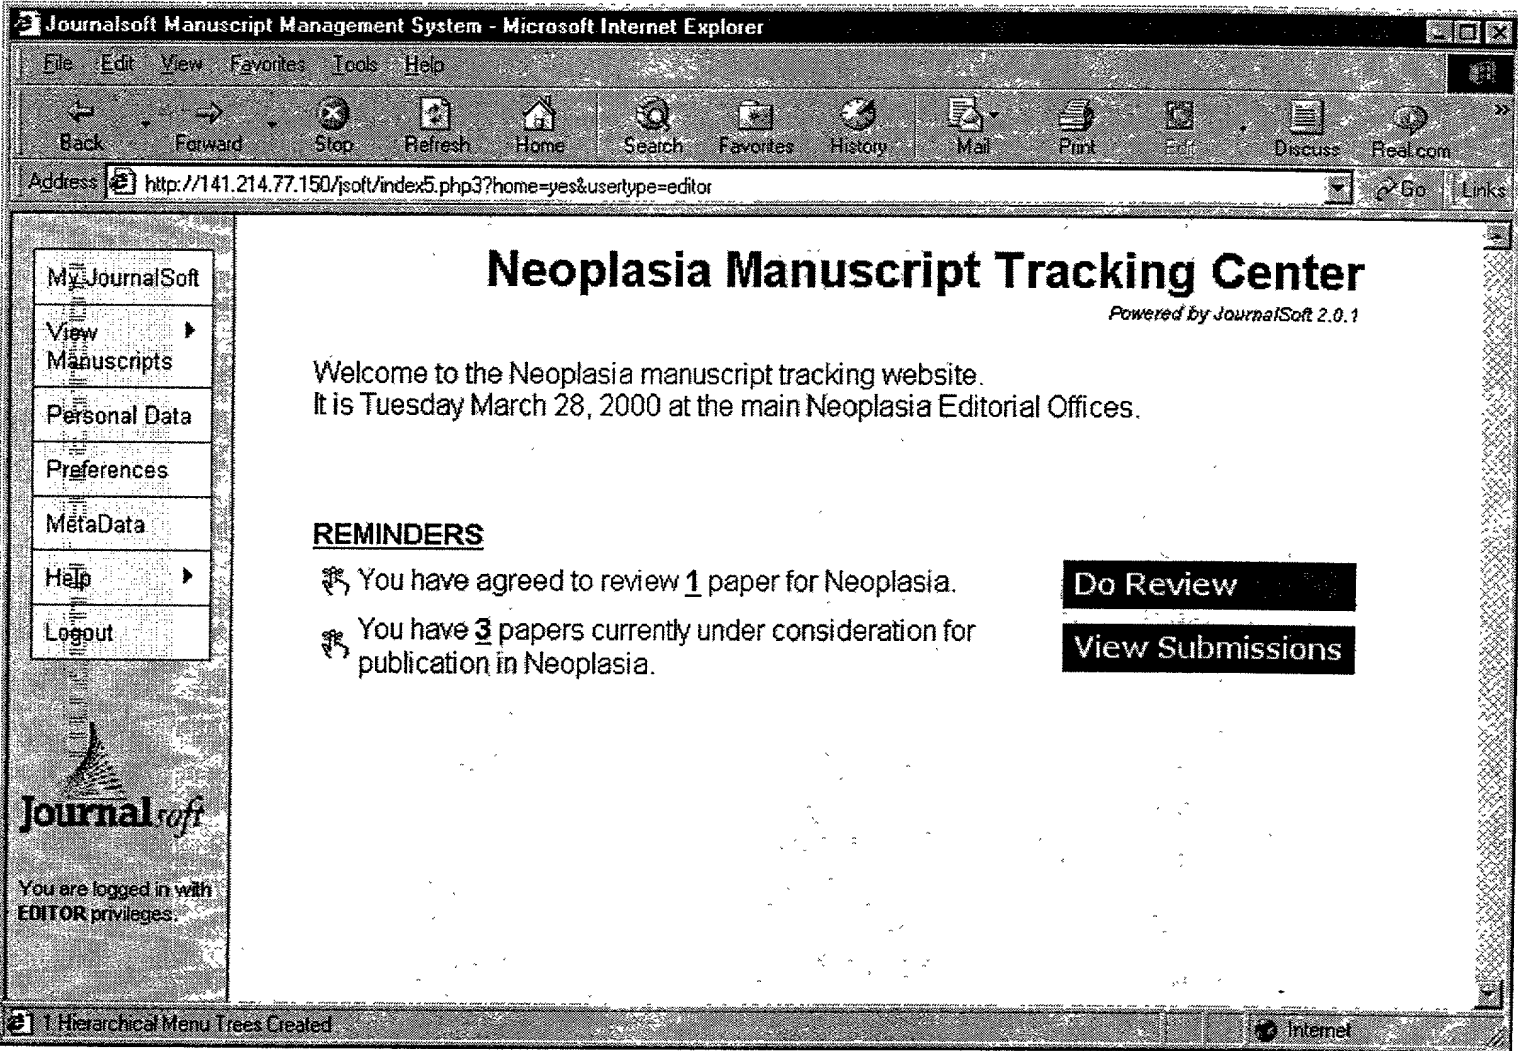 Journalsoft Manuscript Management System - Microsoft Internet Explorer
File Edit View Favorites Tools Help
Back Forward Stop Refresh Home Search Favorites History Mail Print Edit Discuss Real.com »
Address http://141.214.77.150/jsoft/index5.php3?home=yes&usertype=editor Go Links
My JournalSoft
View
Manuscripts
Personal Data
Preferences
MetaData
Help
Logout
Journalsoft
You are logged in with
EDITOR privileges.
Neoplasia Manuscript Tracking Center
Powered by JournalSoft 2.0.1
Welcome to the Neoplasia manuscript tracking website.
It is Tuesday March 28, 2000 at the main Neoplasia Editorial Offices.
REMINDERS
You have agreed to review 1 paper for Neoplasia.
Do Review
You have 3 papers currently under consideration for
publication in Neoplasia.
View Submissions
1 Hierarchical Menu Trees Created
Internet